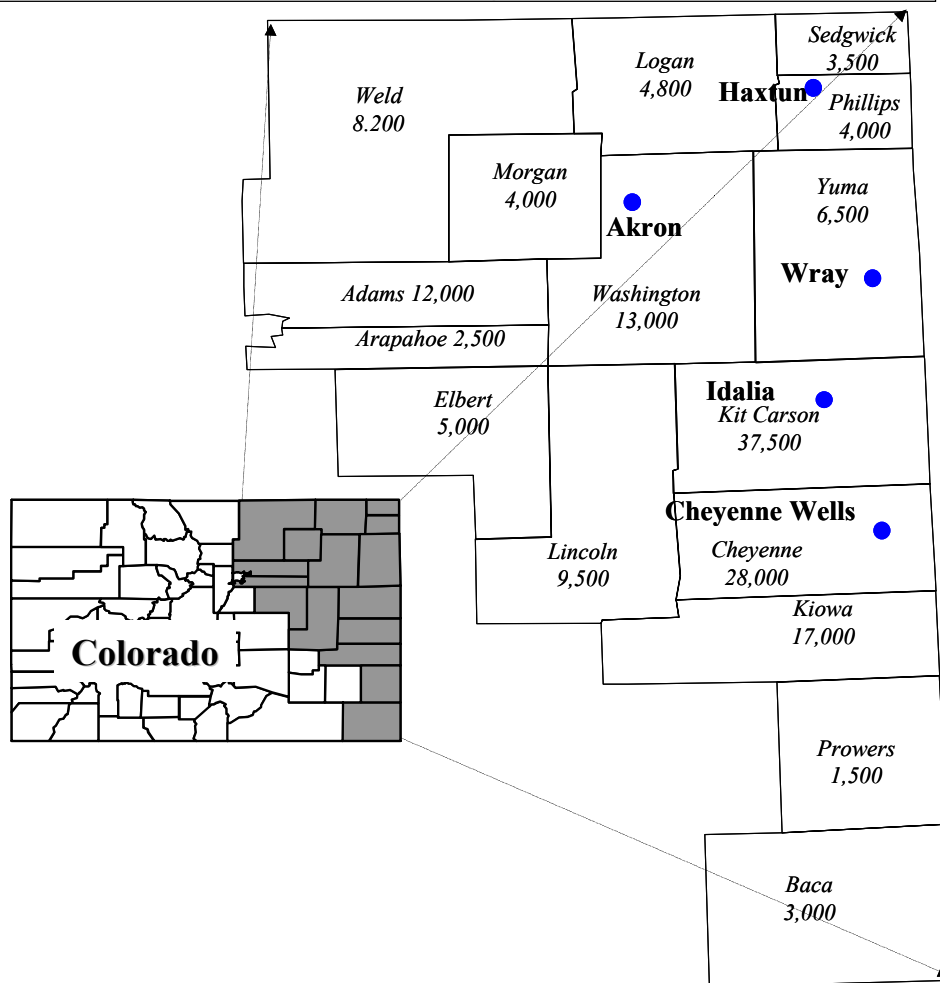 Sedgwick
3,500
Logan
4,800
Haxtun
Phillips
4,000
Weld
8.200
Morgan
4,000
Akron
Yuma
6,500
Wray
Adams 12,000
Washington
13,000
Arapahoe 2,500
Elbert
5,000
Idalia
Kit Carson
37,500
Cheyenne Wells
Lincoln
9,500
Cheyenne
28,000
Kiowa
17,000
Colorado
Prowers
1,500
Baca
3,000